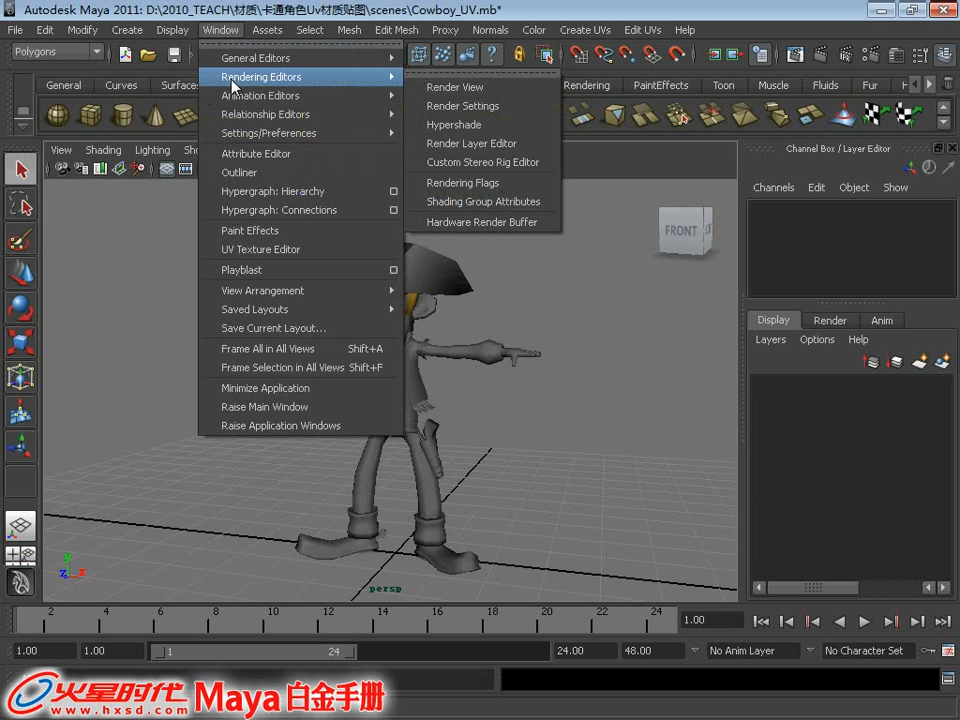 Autodesk Maya 2011: D:\2010_TEACH\材质\卡通角色Uv材质贴图\scenes\Cowboy_UV.mb*
File Edit Modify Create Display Window Assets Select Mesh Edit Mesh Proxy Normals Color Create UVs Edit UVs Help
Polygons
General Curves Surfaces Rendering PaintEffects Toon Muscle Fluids Fur
View Shading Lighting
General Editors
Rendering Editors
Animation Editors
Relationship Editors
Settings/Preferences
Attribute Editor
Outliner
Hypergraph: Hierarchy
Hypergraph: Connections
Paint Effects
UV Texture Editor
Playblast
View Arrangement
Saved Layouts
Save Current Layout...
Frame All in All Views Shift+A
Frame Selection in All Views Shift+F
Minimize Application
Raise Main Window
Raise Application Windows
Render View
Render Settings
Hypershade
Render Layer Editor
Custom Stereo Rig Editor
Rendering Flags
Shading Group Attributes
Hardware Render Buffer
FRONT
Channel Box / Layer Editor
Channels Edit Object Show
Display Render Anim
Layers Options Help
y
z x
persp
2 4 6 8 10 12 14 16 18 20 22 24
1.00
1.00 1.00 1 24 24.00 48.00 No Anim Layer No Character Set
火星时代
www.hxsd.com
Maya白金手册